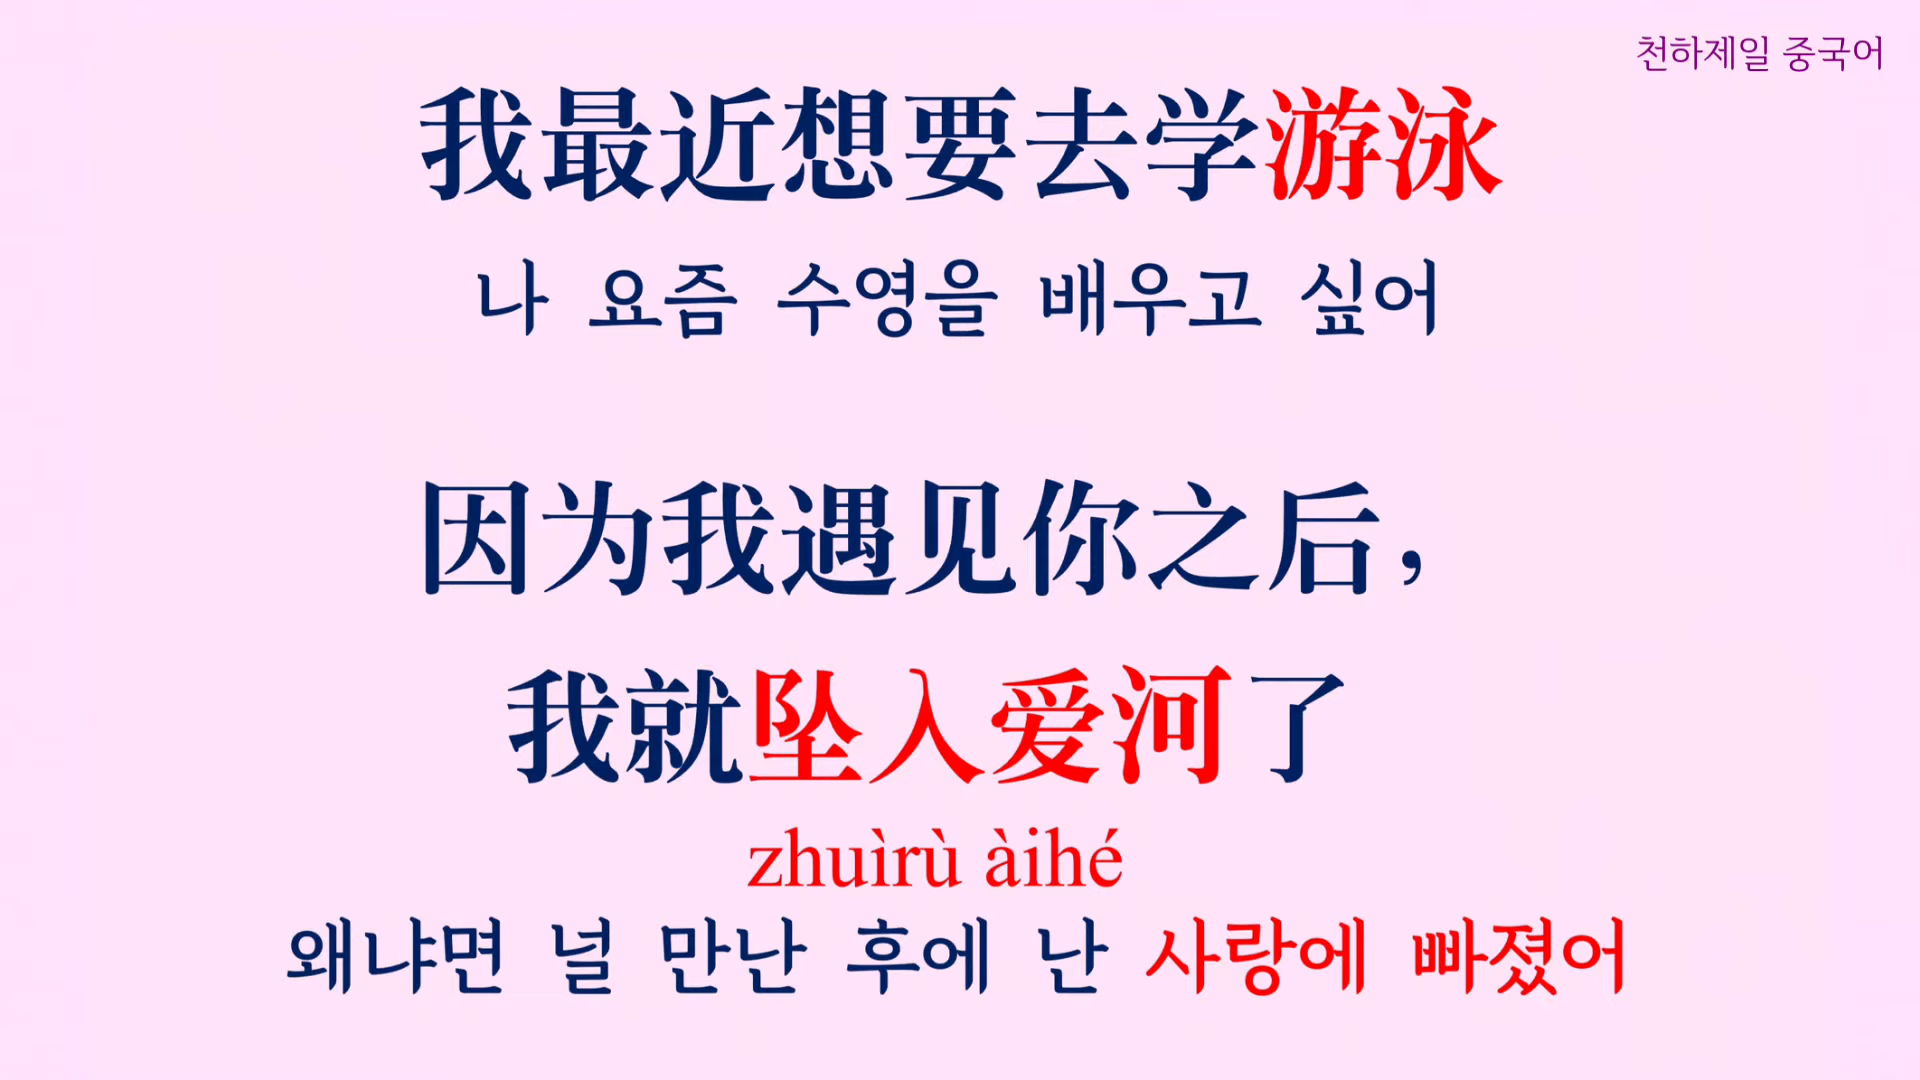 천하제일 중국어
我最近想要去学游泳
나 요즘 수영을 배우고 싶어
因为我遇见你之后，
我就坠入爱河了
zhuìrù àihé
왜냐면 널 만난 후에 난 사랑에 빠졌어